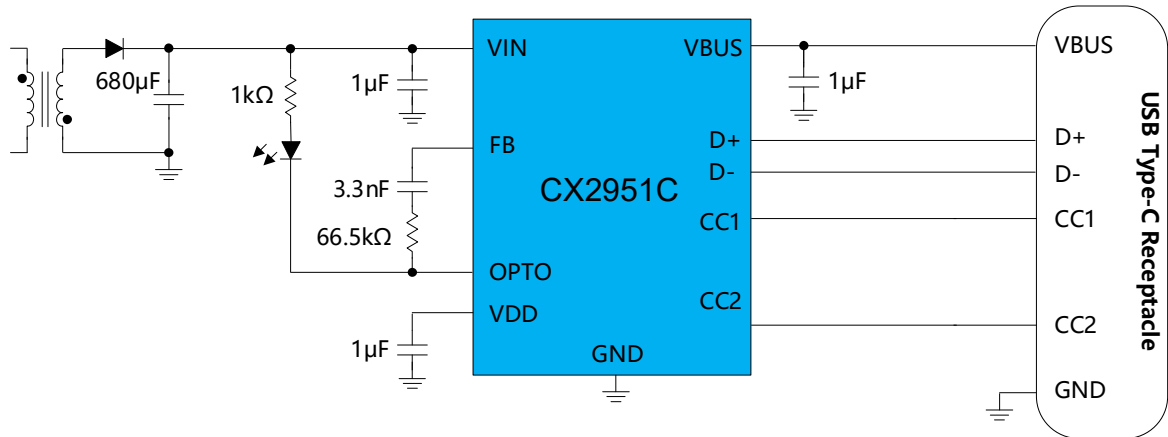 VIN
VBUS
VBUS
680μF
1kΩ
1μF
1μF
FB
D+
D+
D-
D-
3.3nF
CX2951C
66.5kΩ
CC1
CC1
OPTO
VDD
CC2
CC2
1μF
GND
GND
USB Type-C Receptacle